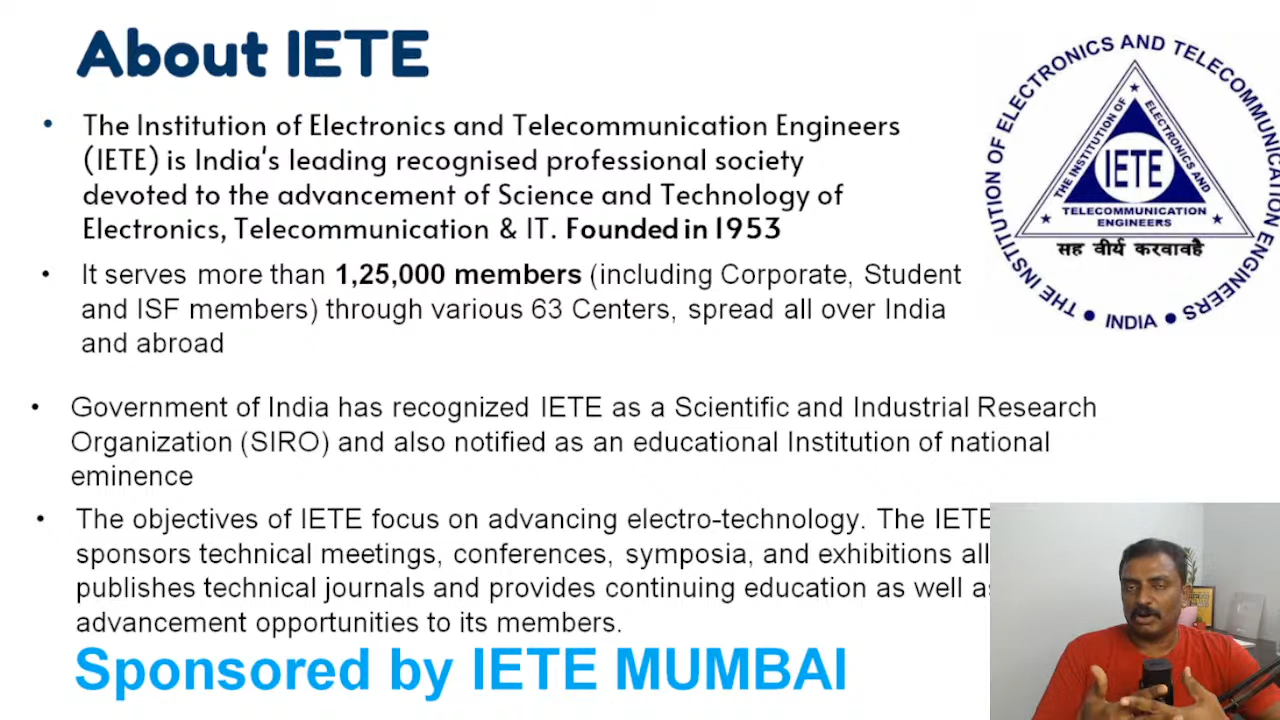 About IETE
• The Institution of Electronics and Telecommunication Engineers
(IETE) is India's leading recognised professional society
devoted to the advancement of Science and Technology of
Electronics, Telecommunication & IT. Founded in 1953
• It serves more than 1,25,000 members (including Corporate, Student
and ISF members) through various 63 Centers, spread all over India
and abroad
• Government of India has recognized IETE as a Scientific and Industrial Research
Organization (SIRO) and also notified as an educational Institution of national
eminence
• The objectives of IETE focus on advancing electro-technology. The IETE
sponsors technical meetings, conferences, symposia, and exhibitions all
publishes technical journals and provides continuing education as well as
advancement opportunities to its members.
Sponsored by IETE MUMBAI
THE INSTITUTION OF ELECTRONICS AND TELECOMMUNICATION ENGINEERS
• INDIA •
THE INSTITUTION OF
ELECTRONICS AND
IETE
TELECOMMUNICATION
ENGINEERS
सह वीर्य करवावहै